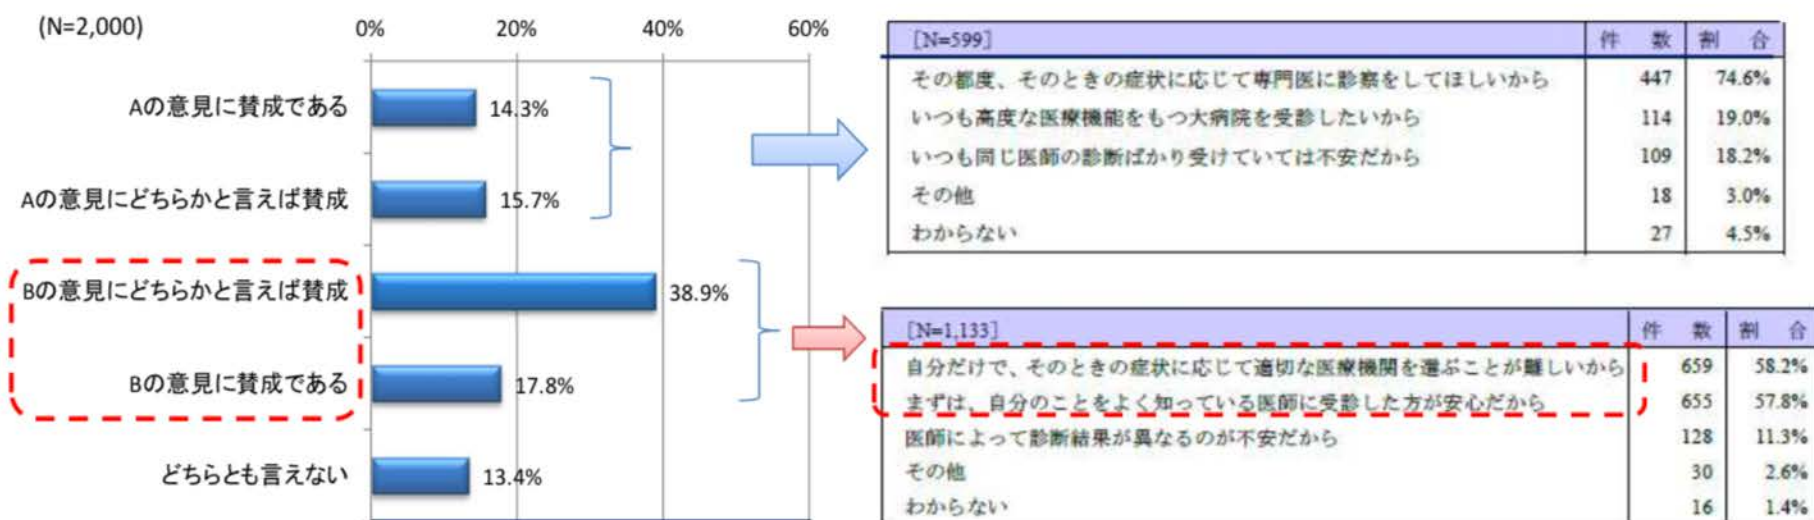 (N=2,000)
0% 20% 40% 60%
Aの意見に賛成である 14.3%
Aの意見にどちらかと言えば賛成 15.7%
Bの意見にどちらかと言えば賛成 38.9%
Bの意見に賛成である 17.8%
どちらとも言えない 13.4%
[N=599] 件 数 割 合
その都度、そのときの症状に応じて専門医に診察をしてほしいから 447 74.6%
いつも高度な医療機能をもつ大病院を受診したいから 114 19.0%
いつも同じ医師の診断ばかり受けていては不安だから 109 18.2%
その他 18 3.0%
わからない 27 4.5%
[N=1,133] 件 数 割 合
自分だけで、そのときの症状に応じて適切な医療機関を選ぶことが難しいから 659 58.2%
まずは、自分のことをよく知っている医師に受診した方が安心だから 655 57.8%
医師によって診断結果が異なるのが不安だから 128 11.3%
その他 30 2.6%
わからない 16 1.4%